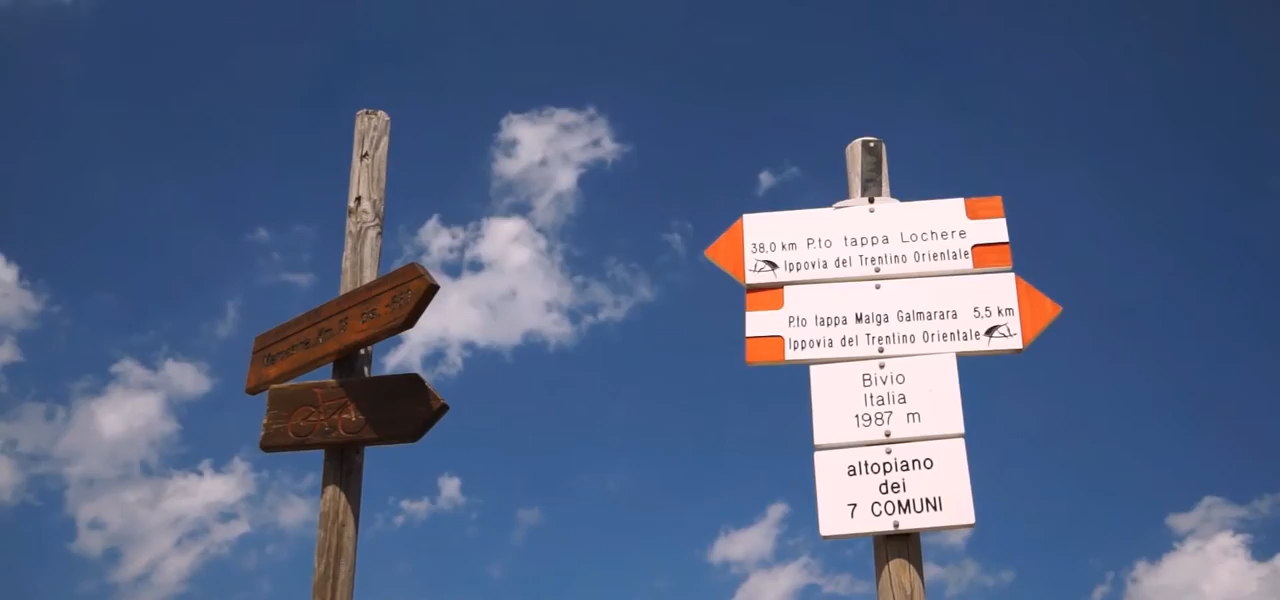 38,0 km P.to tappa Lochere
Ippovia del Trentino Orientale
P.to tappa Malga Galmarara 5,5 km
Ippovia del Trentino Orientale
Bivio
Italia
1987 m
altopiano
dei
7 COMUNI